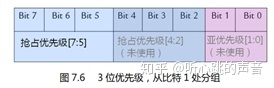 Bit 7 Bit 6 Bit 5 Bit 4 Bit 3 Bit 2 Bit 1 Bit 0
抢占优先级[7:5] 抢占优先级[4:2] 亚优先级[1:0]
（未使用） （未使用）
知乎 @听心跳的声音
图 7.6 3 位优先级，从比特 1 处分组